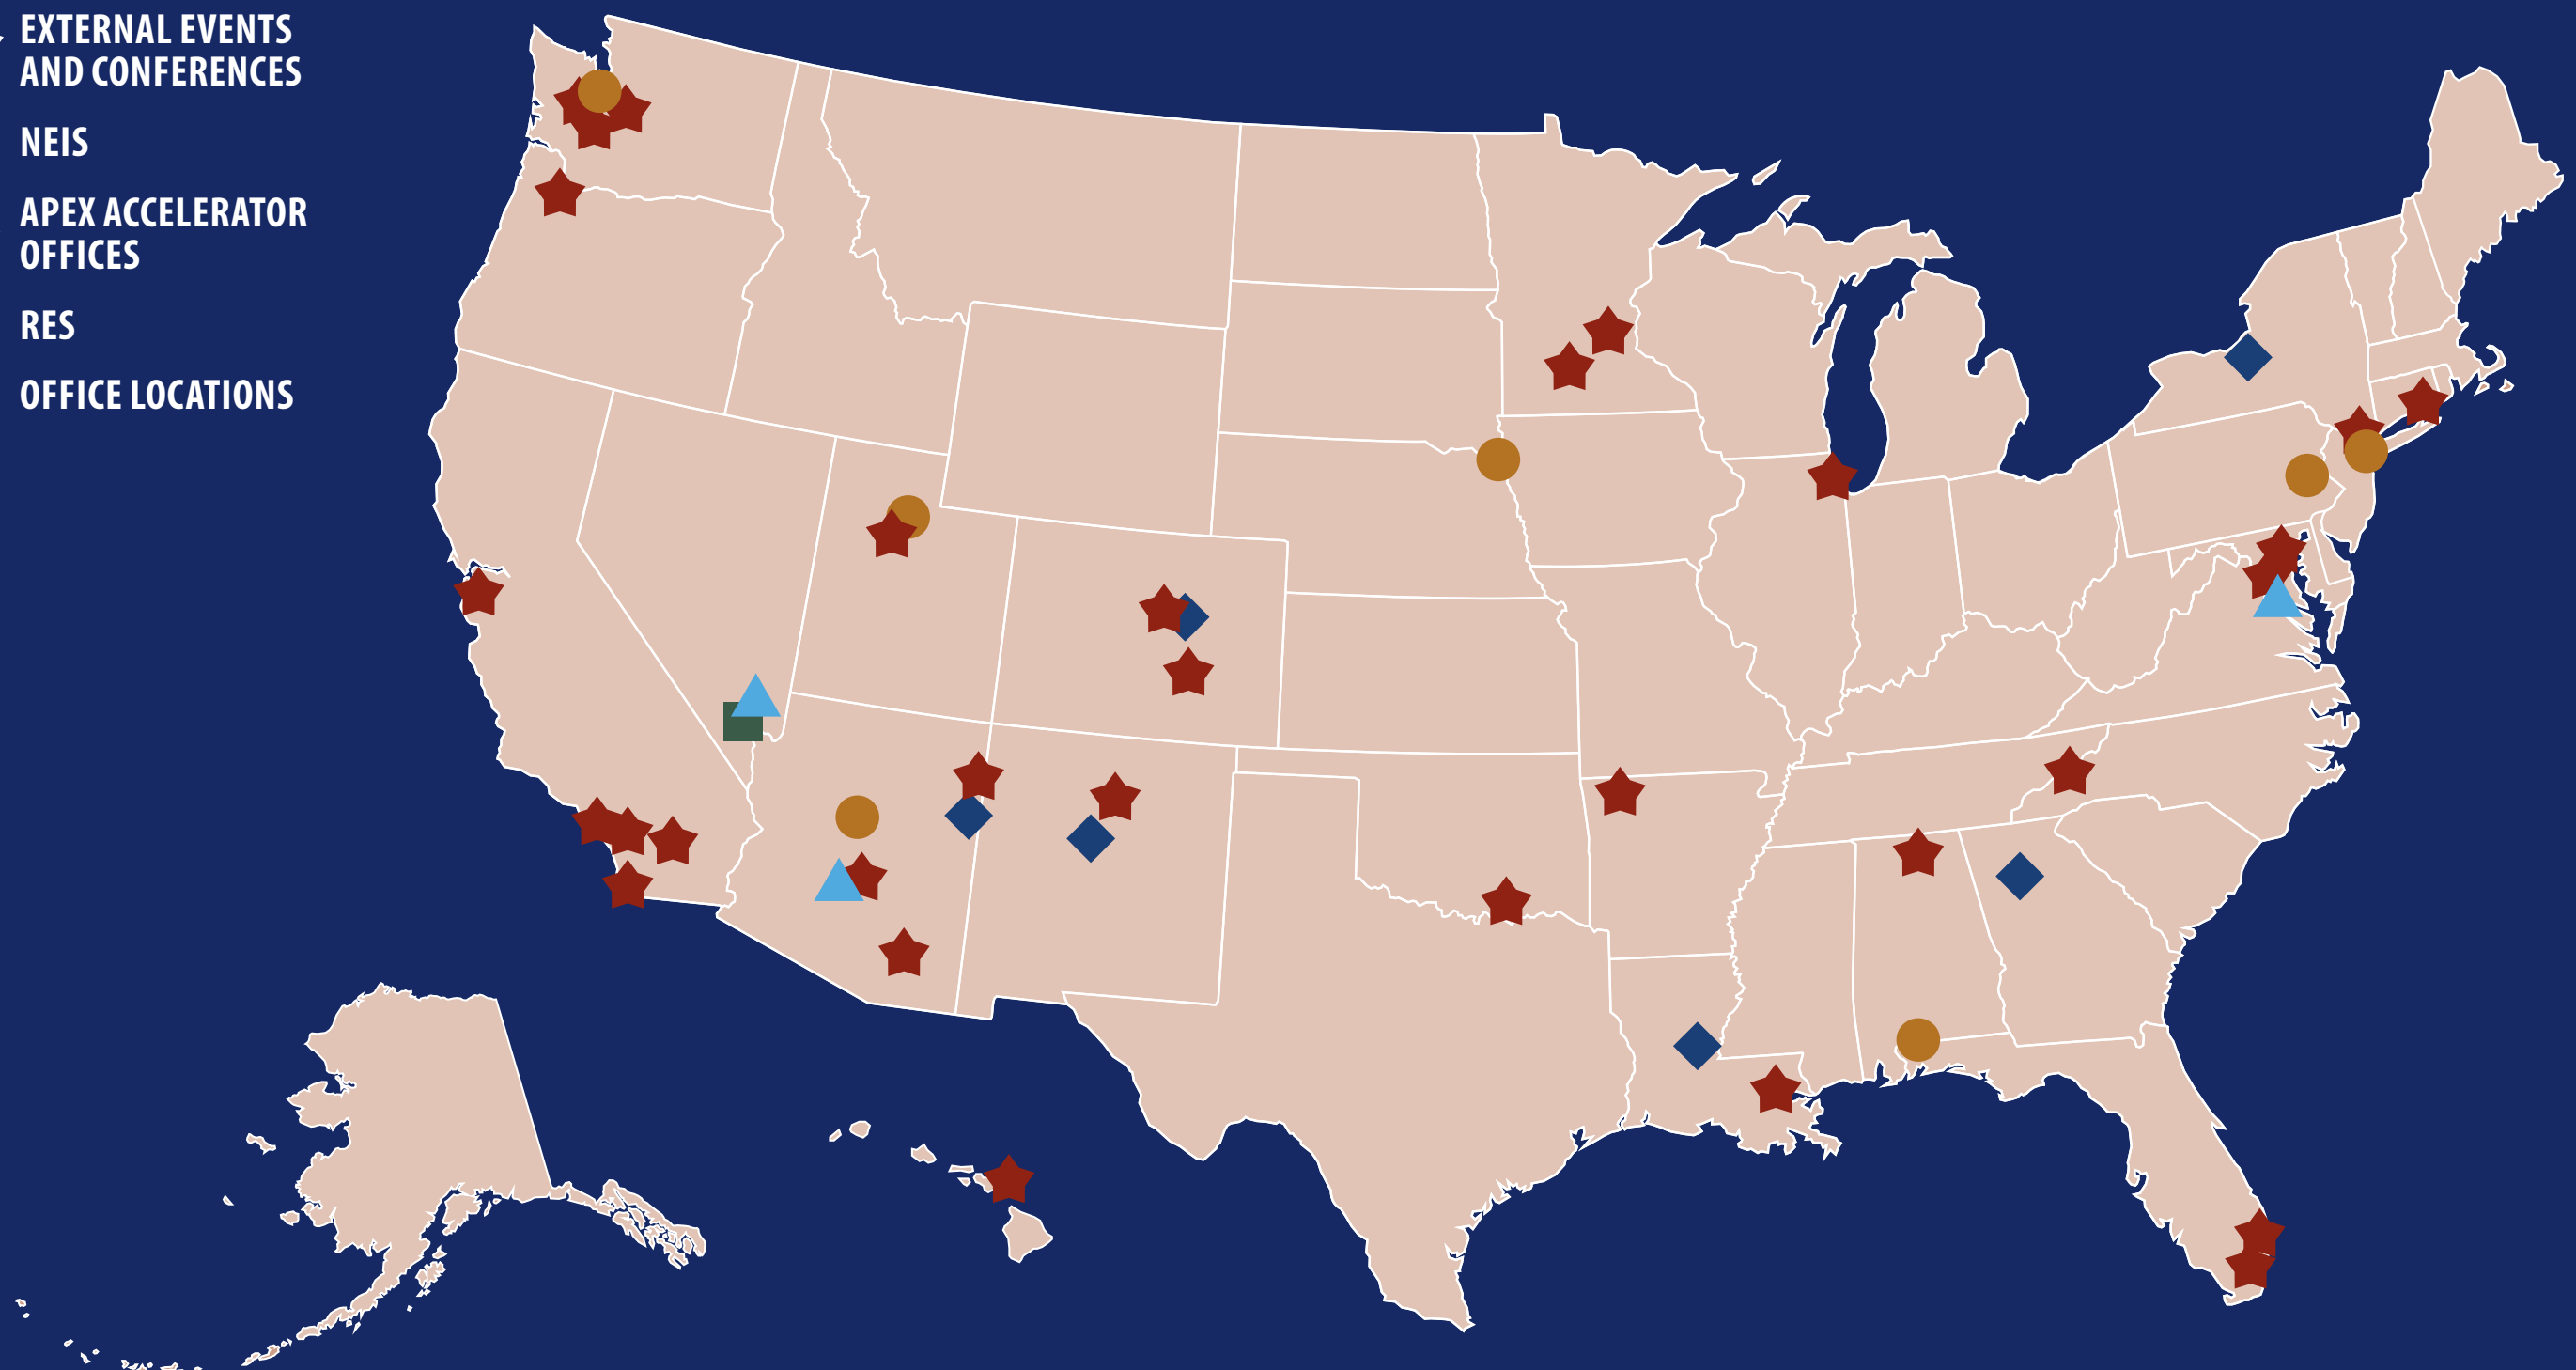 EXTERNAL EVENTS
AND CONFERENCES
NEIS
APEX ACCELERATOR
OFFICES
RES
OFFICE LOCATIONS